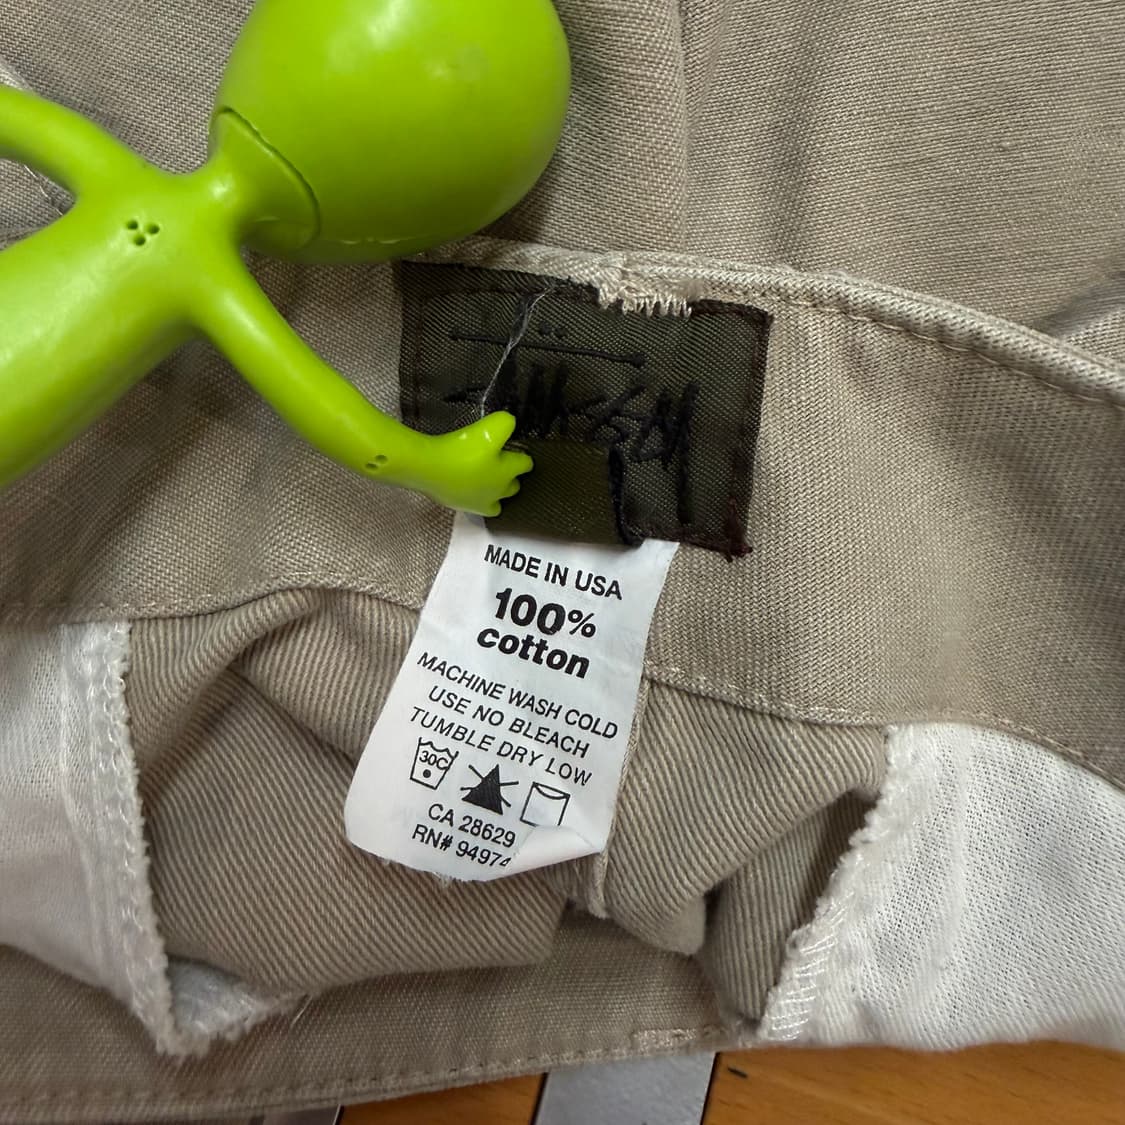 Stüssy
MADE IN USA
100%
cotton
MACHINE WASH COLD
USE NO BLEACH
TUMBLE DRY LOW
30C
CA 28629
RN# 94974